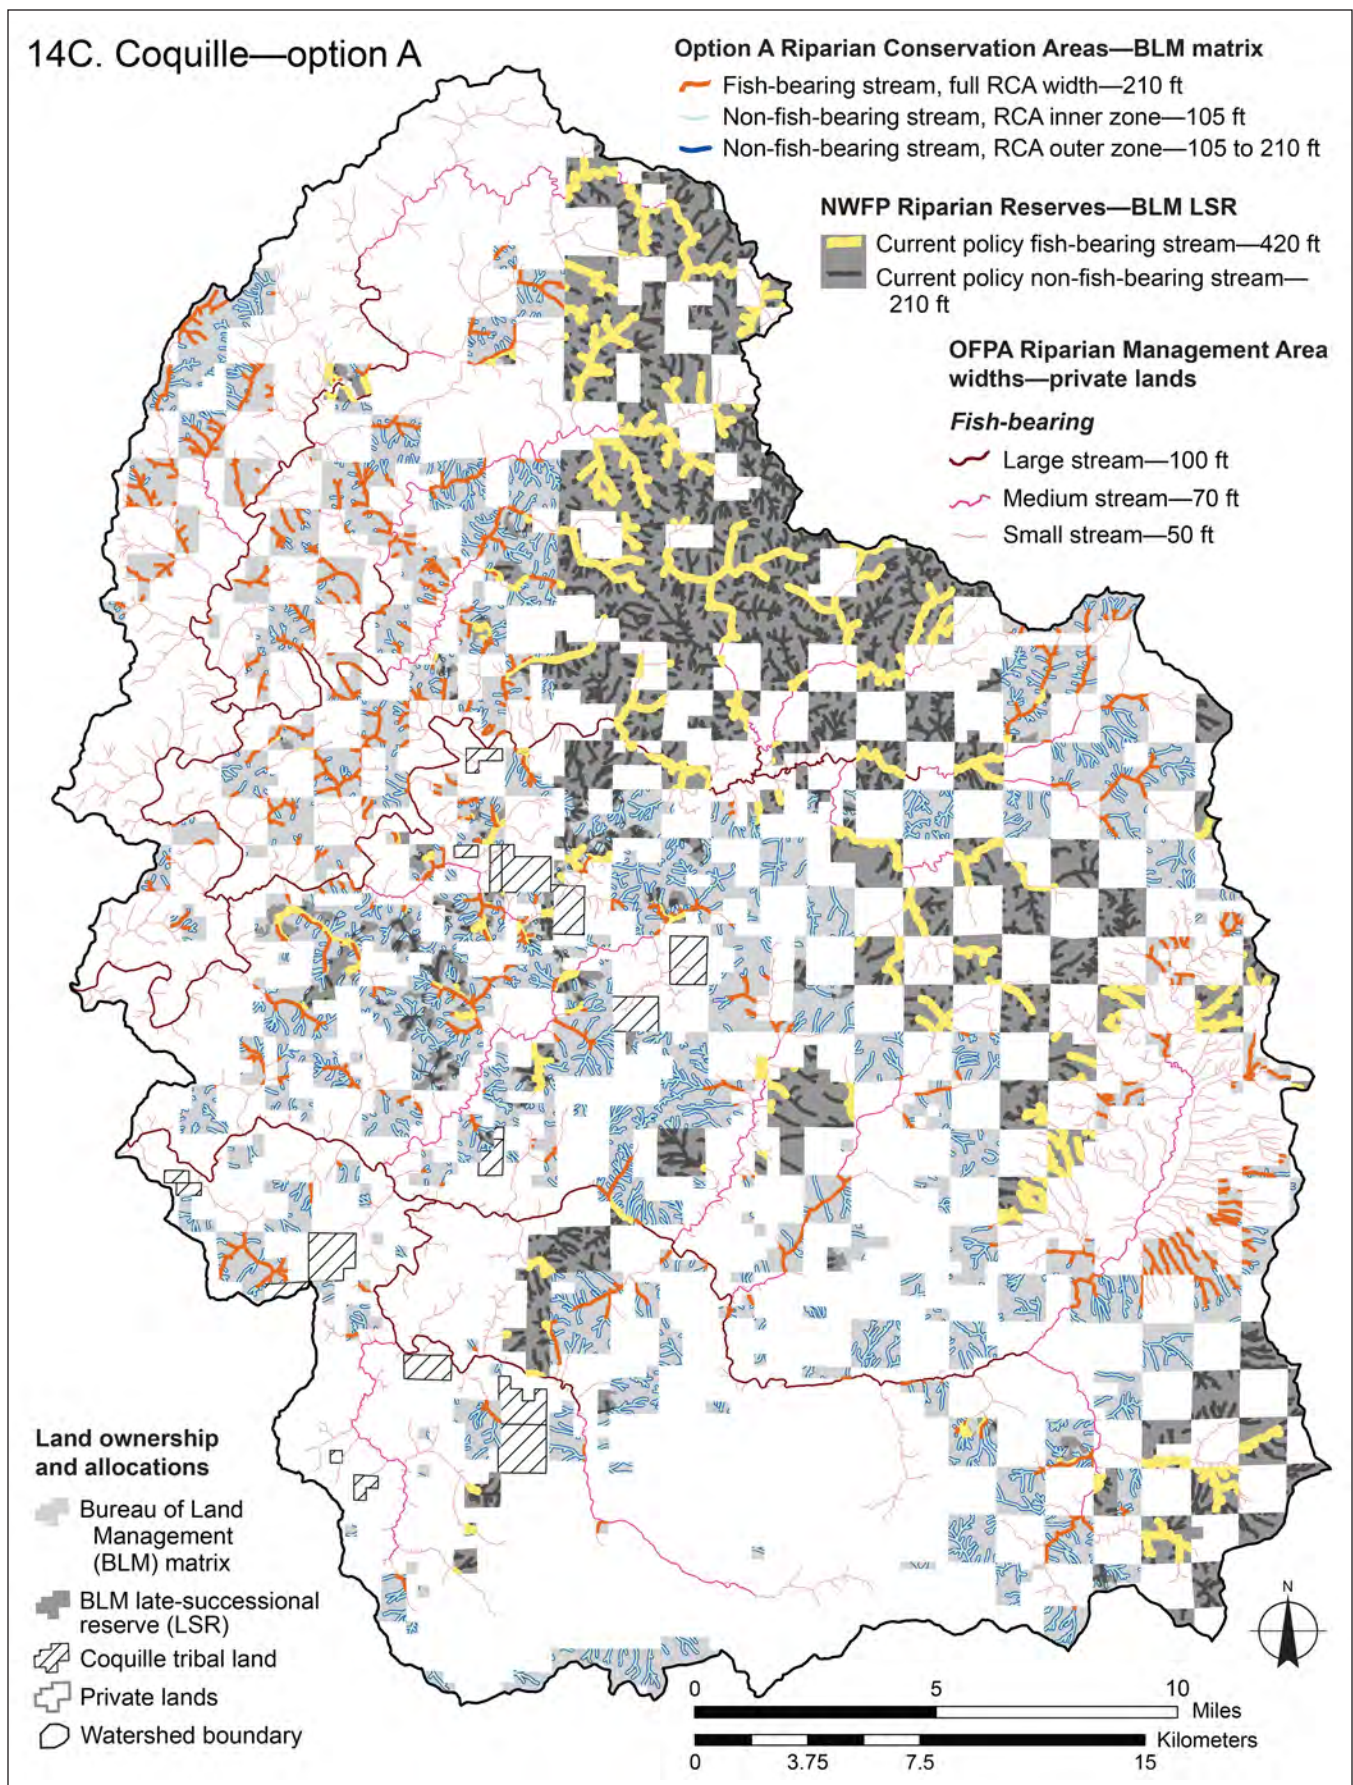 14C. Coquille—option A
Option A Riparian Conservation Areas—BLM matrix
Fish-bearing stream, full RCA width—210 ft
Non-fish-bearing stream, RCA inner zone—105 ft
Non-fish-bearing stream, RCA outer zone—105 to 210 ft
NWFP Riparian Reserves—BLM LSR
Current policy fish-bearing stream—420 ft
Current policy non-fish-bearing stream—
210 ft
OFPA Riparian Management Area
widths—private lands
Fish-bearing
Large stream—100 ft
Medium stream—70 ft
Small stream—50 ft
Land ownership
and allocations
Bureau of Land
Management
(BLM) matrix
BLM late-successional
reserve (LSR)
Coquille tribal land
Private lands
Watershed boundary
N
0 5 10
Miles
Kilometers
0 3.75 7.5 15